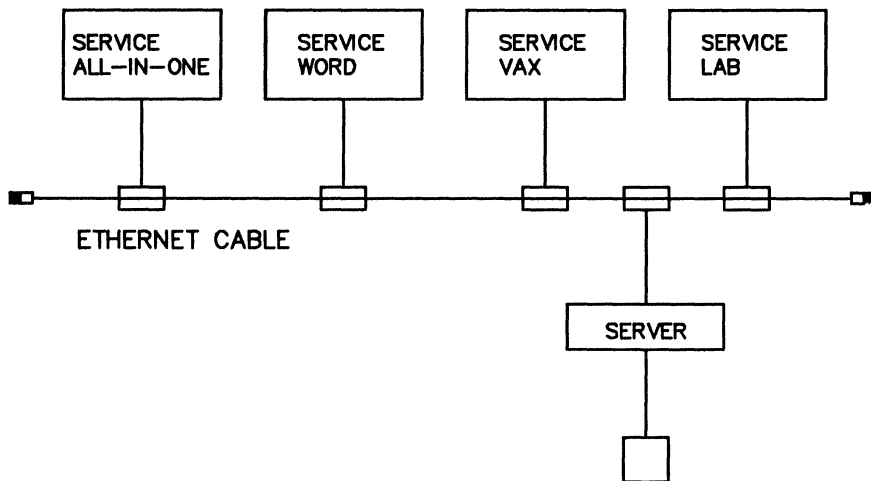 SERVICE
ALL-IN-ONE
SERVICE
WORD
SERVICE
VAX
SERVICE
LAB
ETHERNET CABLE
SERVER